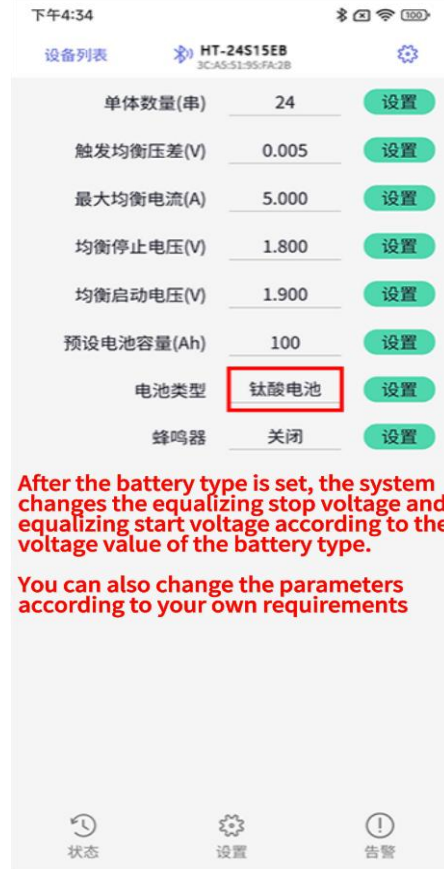 下午4:34 100
设备列表 HT-24S15EB
3C:A5:51:95:FA:2B
单体数量(串) 24 设置
触发均衡压差(V) 0.005 设置
最大均衡电流(A) 5.000 设置
均衡停止电压(V) 1.800 设置
均衡启动电压(V) 1.900 设置
预设电池容量(Ah) 100 设置
电池类型 钛酸电池 设置
蜂鸣器 关闭 设置
After the battery type is set, the system
changes the equalizing stop voltage and
equalizing start voltage according to the
voltage value of the battery type.
You can also change the parameters
according to your own requirements
状态 设置 告警